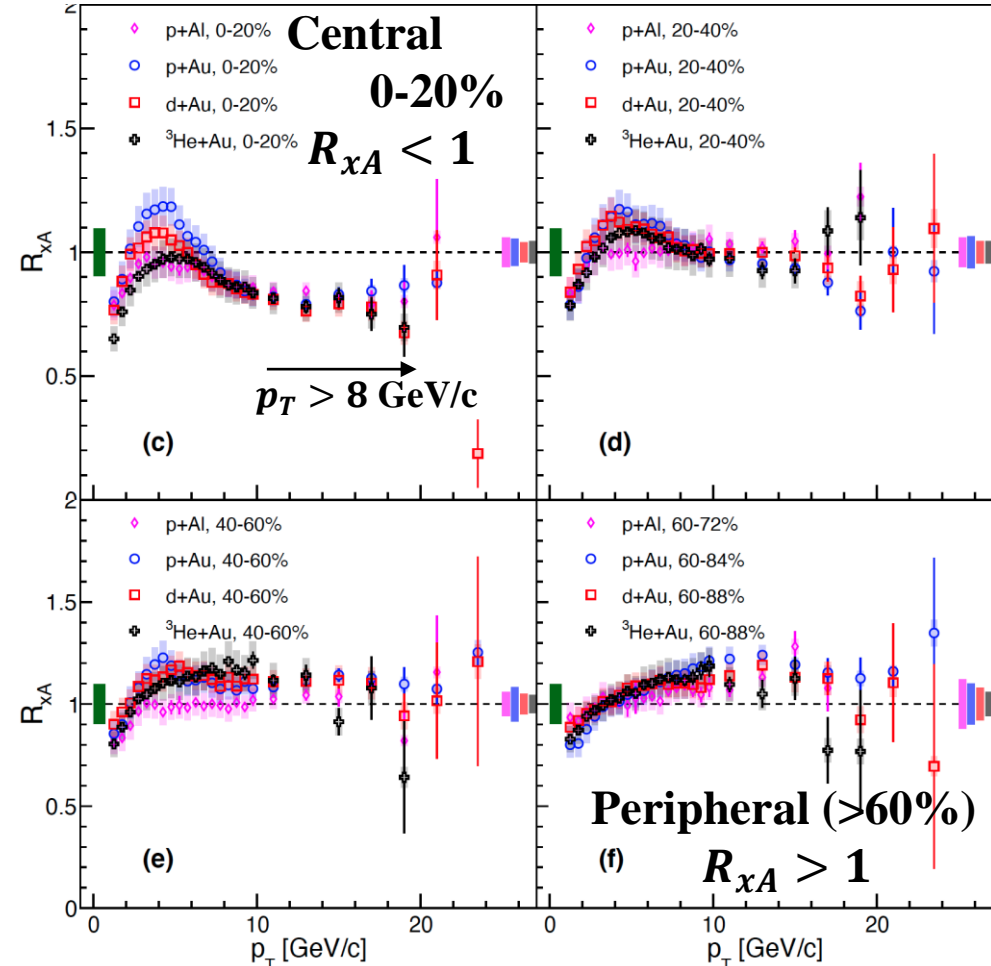 2
p+Al, 0-20%
p+Au, 0-20%
d+Au, 0-20%
³He+Au, 0-20%
Central
0-20%
R_xA < 1
1.5
1
0.5
R_xA
p_T > 8 GeV/c
(c)
p+Al, 20-40%
p+Au, 20-40%
d+Au, 20-40%
³He+Au, 20-40%
(d)
2
p+Al, 40-60%
p+Au, 40-60%
d+Au, 40-60%
³He+Au, 40-60%
1.5
1
0.5
0
R_xA
(e)
0 10 20
p_T [GeV/c]
p+Al, 60-72%
p+Au, 60-84%
d+Au, 60-88%
³He+Au, 60-88%
Peripheral (>60%)
R_xA > 1
(f)
0 10 20
p_T [GeV/c]